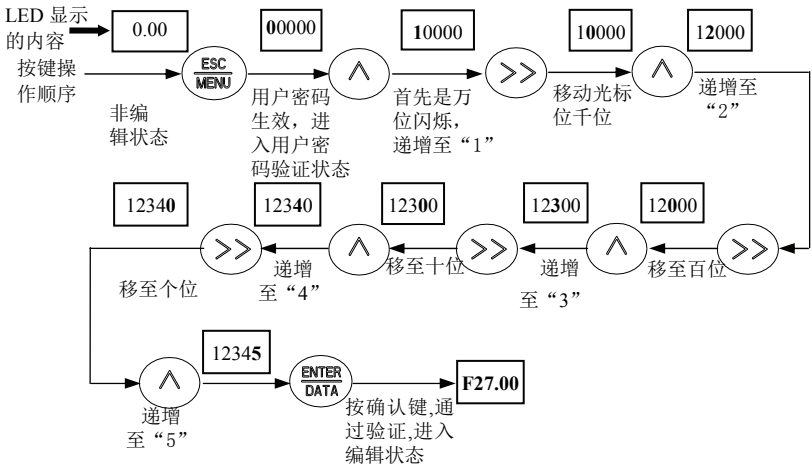 LED 显示
的内容
0.00
00000
10000
10000
12000
按键操
作顺序
ESC
MENU
∧
>>
∧
非编
辑状态
用户密码
生效，进
入用户密
码验证状态
首先是万
位闪烁，
递增至“1”
移动光标
位千位
递增至
“2”
12340
12340
12300
12300
12000
>>
∧
>>
∧
>>
移至个位
递增
至“4”
移至十位
递增
至“3”
移至百位
12345
∧
ENTER
DATA
F27.00
递增
至“5”
按确认键,通
过验证,进入
编辑状态